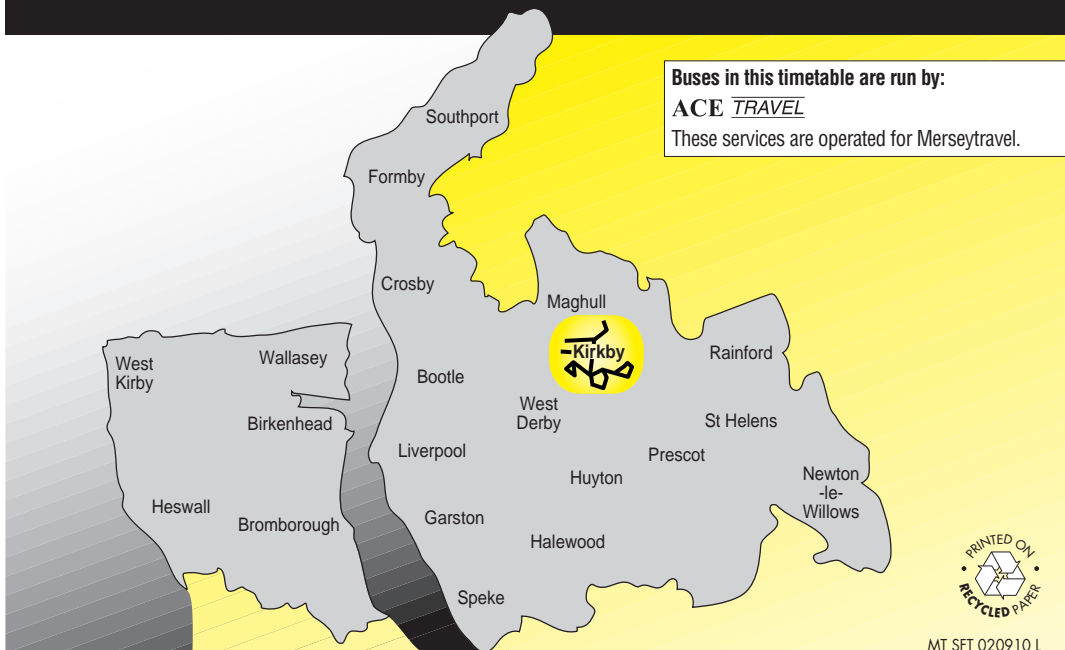 Buses in this timetable are run by:
ACE TRAVEL
These services are operated for Merseytravel.
Southport
Formby
Crosby
Maghull
Kirkby
Rainford
West
Kirby
Wallasey
Bootle
West
Derby
Birkenhead
St Helens
Liverpool
Prescot
Huyton
Newton
-le-
Willows
Heswall
Bromborough
Garston
Halewood
Speke
PRINTED ON
RECYCLED PAPER
MT SFT 020910 L